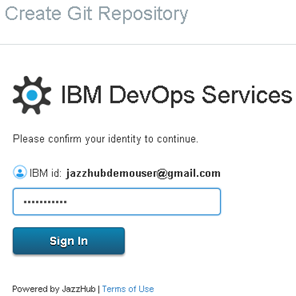 Create Git Repository
IBM DevOps Services
Please confirm your identity to continue.
IBM id: jazzhubdemouser@gmail.com
•••••••••••
Sign In
Powered by JazzHub | Terms of Use